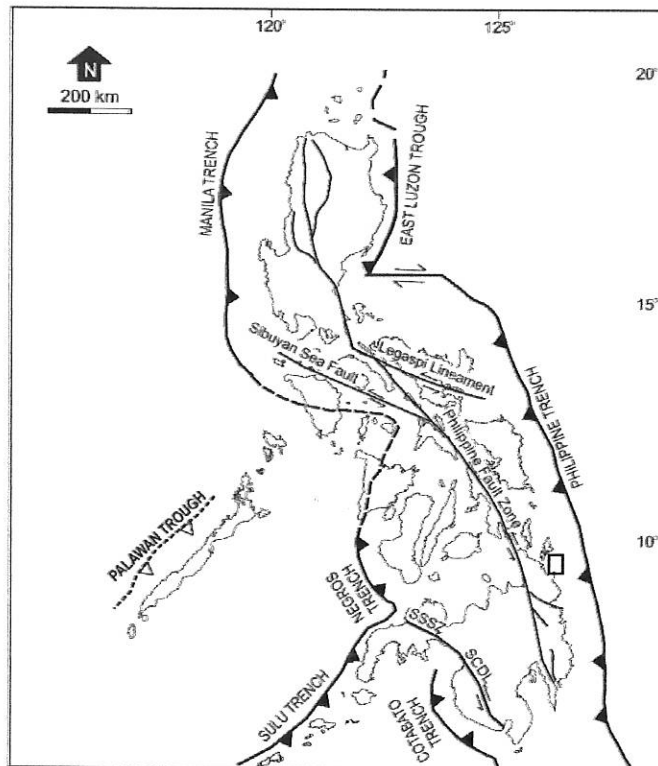 120°
125°
N
20°
200 km
MANILA TRENCH
EAST LUZON TROUGH
15°
Sibuyan Sea Fault
Legaspi Lineament
PHILIPPINE TRENCH
Philippine Fault Zone
PALAWAN TROUGH
10°
NEGROS
TRENCH
SSSZ
SCDL
SULU TRENCH
COTABATO
TRENCH